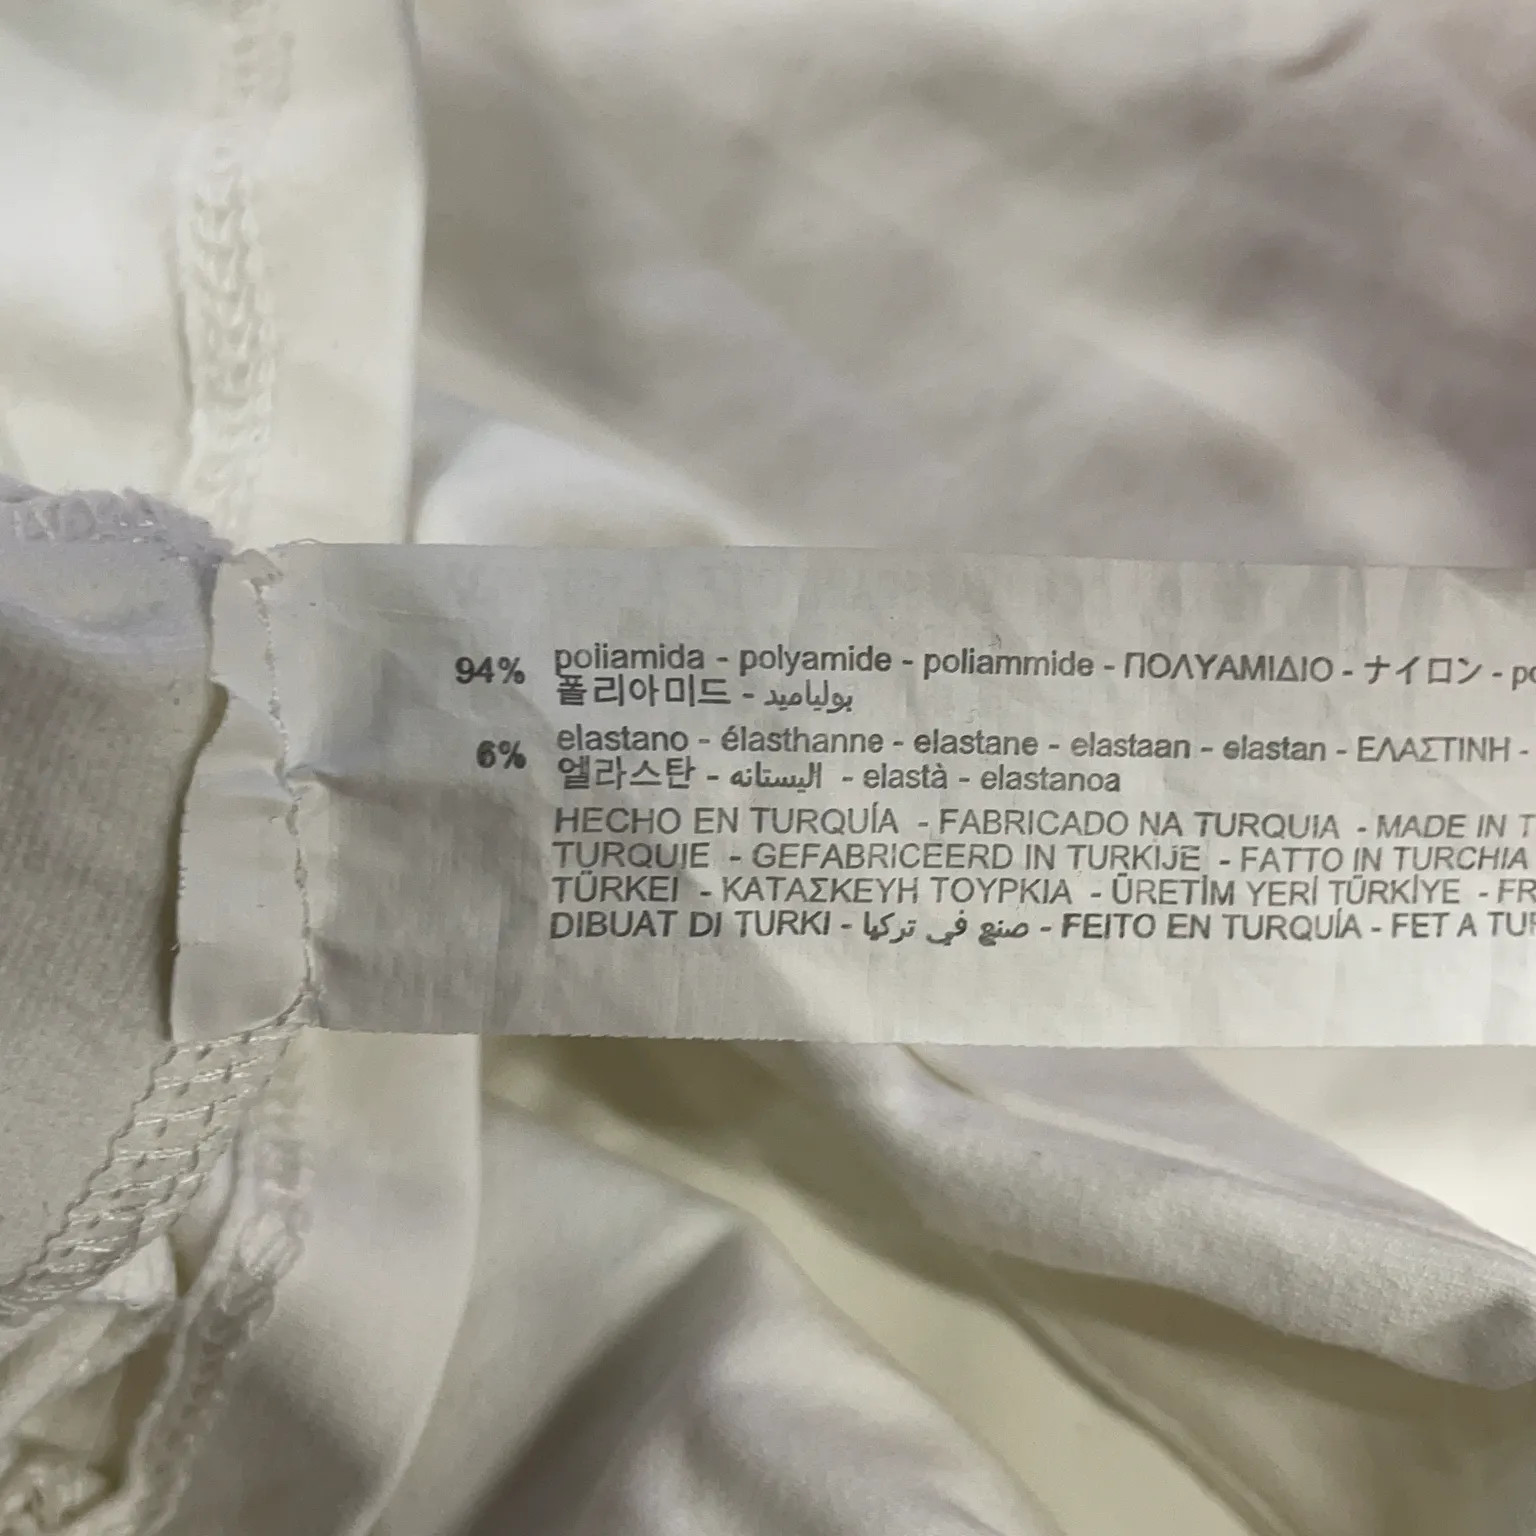 94% poliamida - polyamide - poliammide - ΠΟΛΥΑΜΙΔΙΟ - ナイロン -
폴리아미드 - بولياميد
6% elastano - élasthanne - elastane - elastaan - elastan - ΕΛΑΣΤΙΝΗ -
엘라스탄 - اليستانه - elastà - elastanoa
HECHO EN TURQUÍA - FABRICADO NA TURQUIA - MADE IN
TURQUIE - GEFABRICEERD IN TURKIJE - FATTO IN TURCHIA
TÜRKEI - ΚΑΤΑΣΚΕΥΗ ΤΟΥΡΚΙΑ - ÜRETİM YERİ TÜRKİYE -
DIBUAT DI TURKI - صنع في تركيا - FEITO EN TURQUÍA - FET A